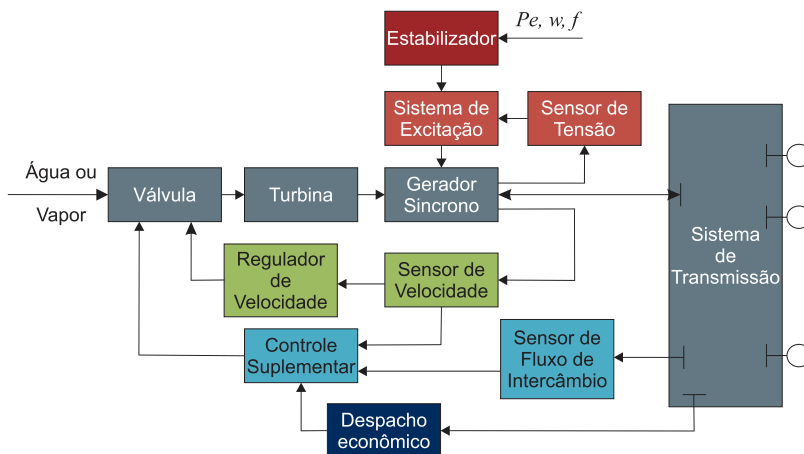 Pe, w, f
Estabilizador
Sistema de
Excitação
Sensor de
Tensão
Água ou
Vapor
Válvula
Turbina
Gerador
Sincrono
Sistema
de
Transmissão
Regulador
de
Velocidade
Sensor de
Velocidade
Controle
Suplementar
Sensor de
Fluxo de
Intercâmbio
Despacho
econômico